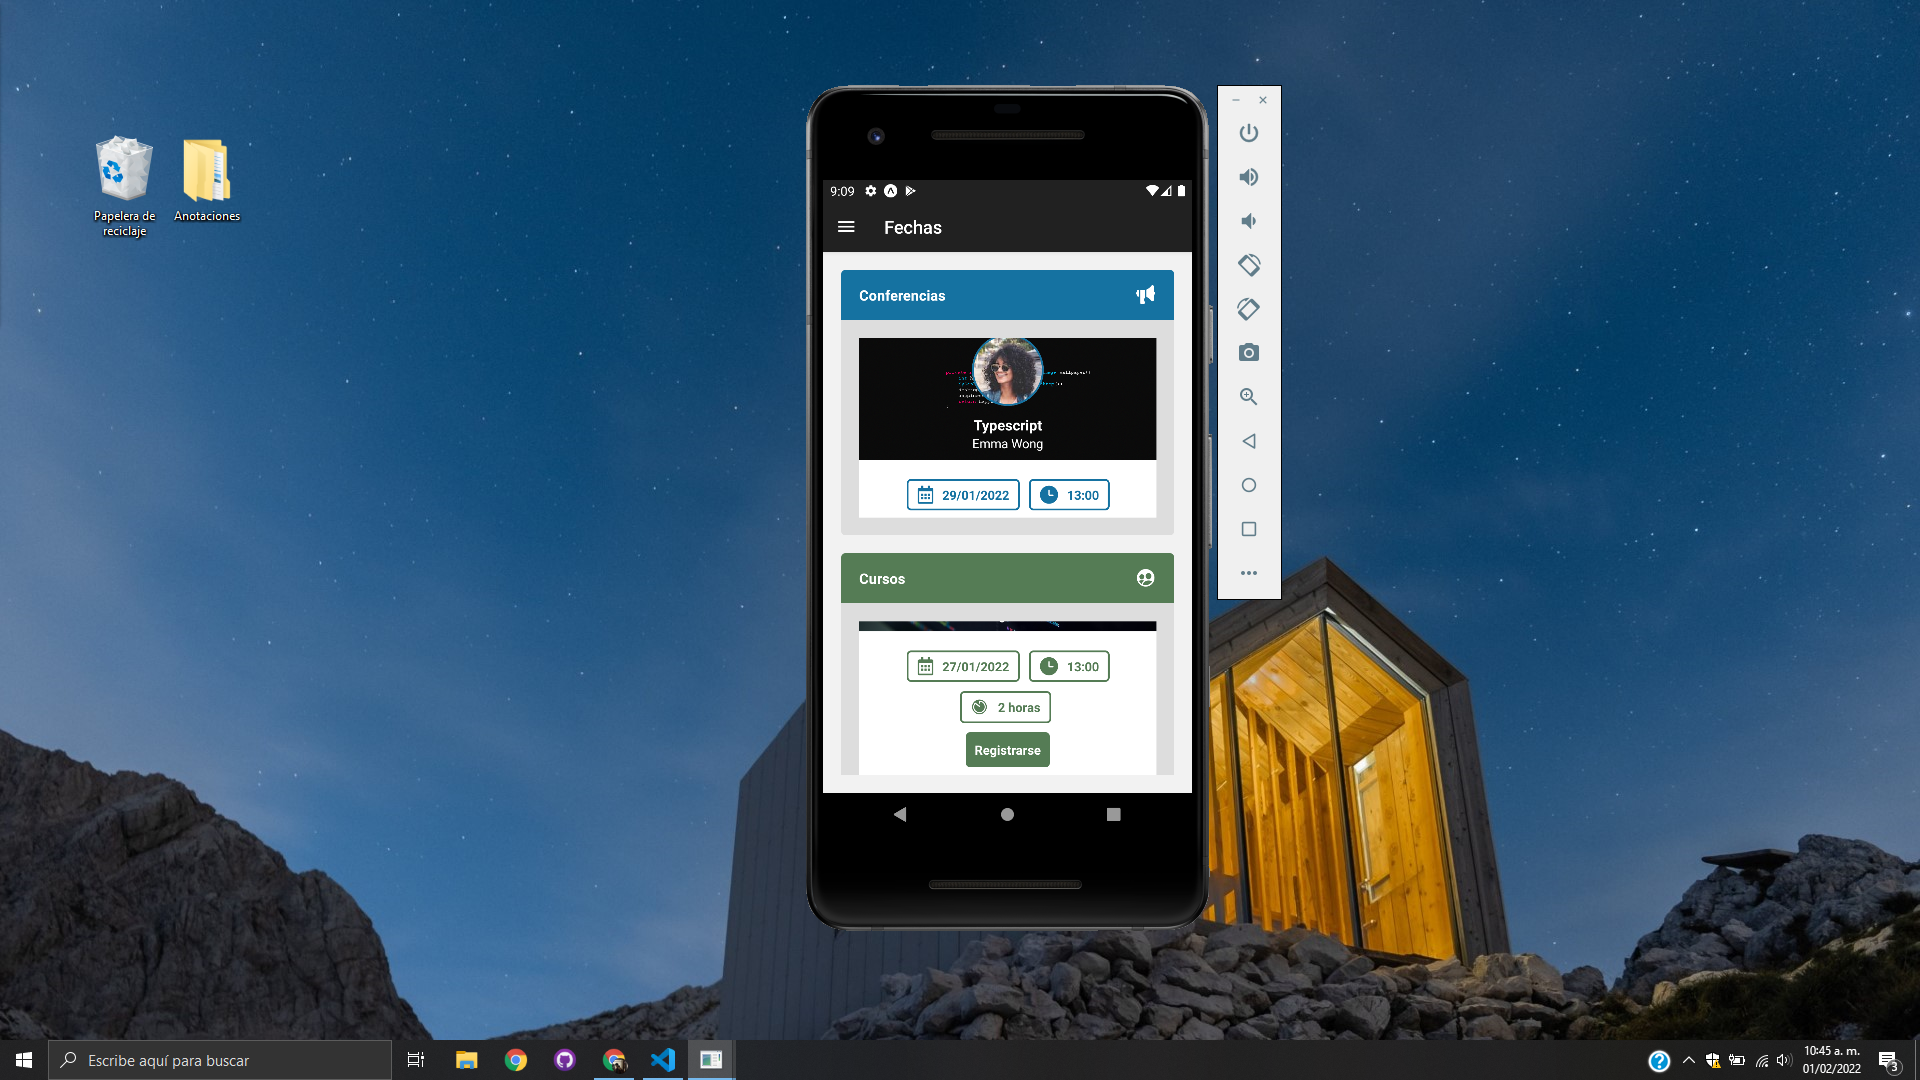 Papelera de
reciclaje
Anotaciones
9:09
Fechas
Conferencias
Typescript
Emma Wong
29/01/2022
13:00
Cursos
27/01/2022
13:00
2 horas
Registrarse
Escribe aquí para buscar
10:45 a. m.
01/02/2022
3